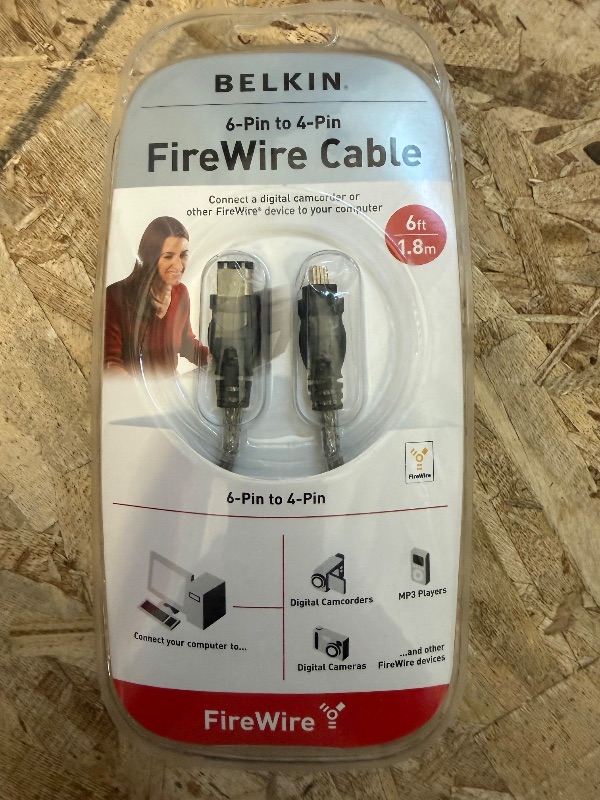 BELKIN.
6-Pin to 4-Pin
FireWire Cable
Connect a digital camcorder or
other FireWire® device to your computer
6ft
1.8m
FireWire
6-Pin to 4-Pin
Connect your computer to...
Digital Camcorders
MP3 Players
Digital Cameras
...and other
FireWire devices
FireWire